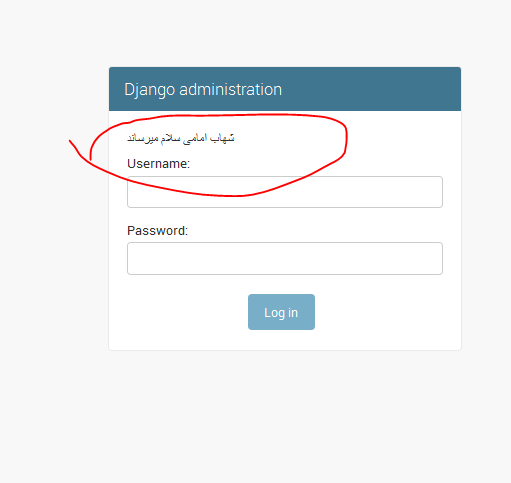 Django administration
شهاب امامی سلام میرساند
Username:
Password:
Log in